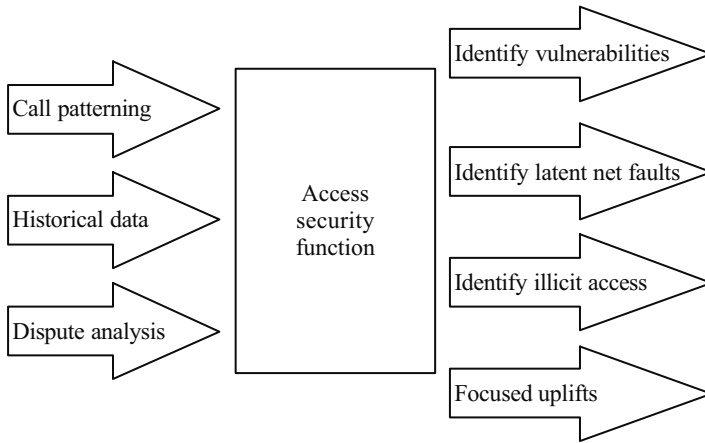 Call patterning
Historical data
Dispute analysis
Access
security
function
Identify vulnerabilities
Identify latent net faults
Identify illicit access
Focused uplifts